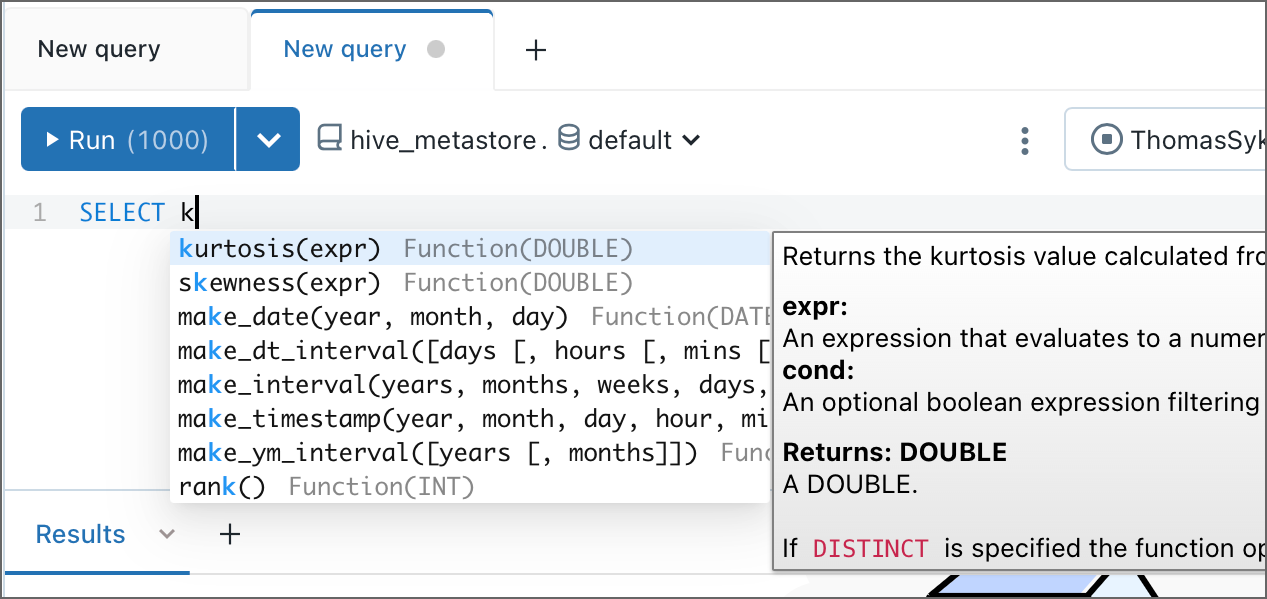 New query
New query
Run (1000)
hive_metastore. default
ThomasSyk
1 SELECT k
kurtosis(expr) Function(DOUBLE)
skewness(expr) Function(DOUBLE)
make_date(year, month, day) Function(DATE
make_dt_interval([days [, hours [, mins [
make_interval(years, months, weeks, days,
make_timestamp(year, month, day, hour, mi
make_ym_interval([years [, months]]) Func
rank() Function(INT)
Returns the kurtosis value calculated fro
expr:
An expression that evaluates to a numer
cond:
An optional boolean expression filtering
Returns: DOUBLE
A DOUBLE.
If DISTINCT is specified the function op
Results